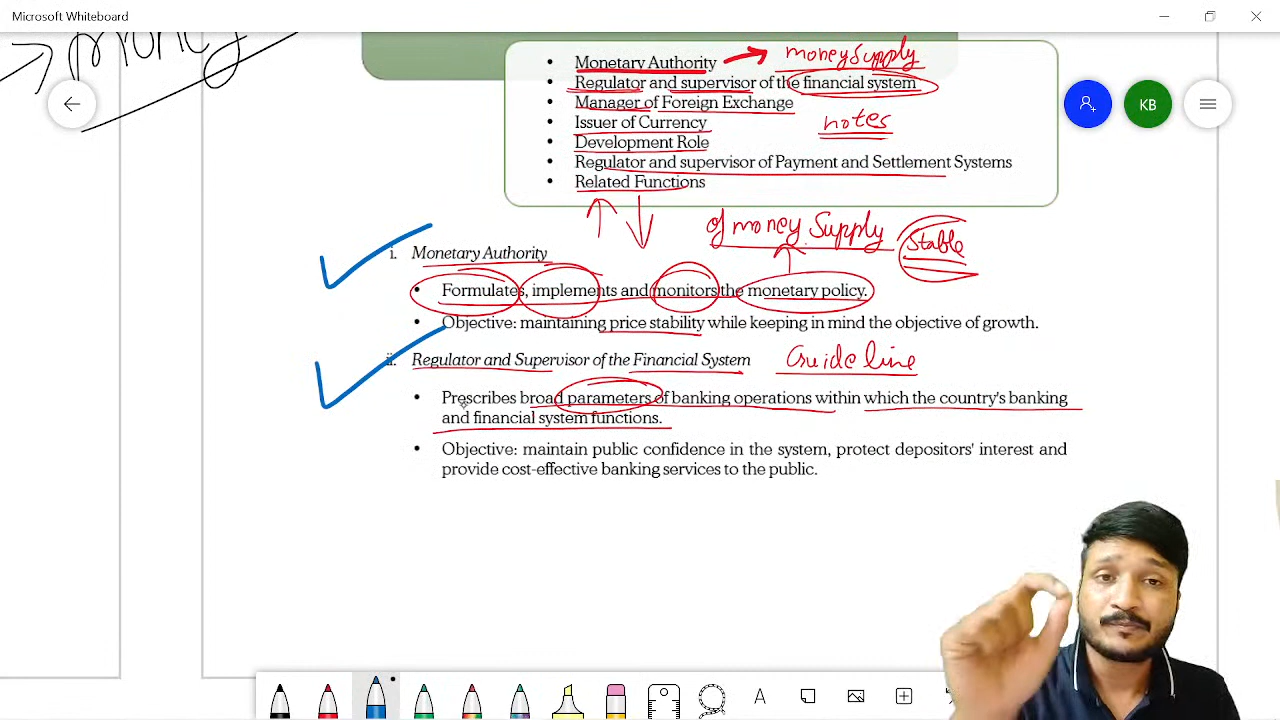 Microsoft Whiteboard
Money
• Monetary Authority money Supply
• Regulator and supervisor of the financial system
• Manager of Foreign Exchange
• Issuer of Currency notes
• Development Role
• Regulator and supervisor of Payment and Settlement Systems
• Related Functions
KB
of money Supply Stable
i. Monetary Authority
• Formulates, implements and monitors the monetary policy.
• Objective: maintaining price stability while keeping in mind the objective of growth.
ii. Regulator and Supervisor of the Financial System Guideline
• Prescribes broad parameters of banking operations within which the country's banking
and financial system functions.
• Objective: maintain public confidence in the system, protect depositors' interest and
provide cost-effective banking services to the public.
A